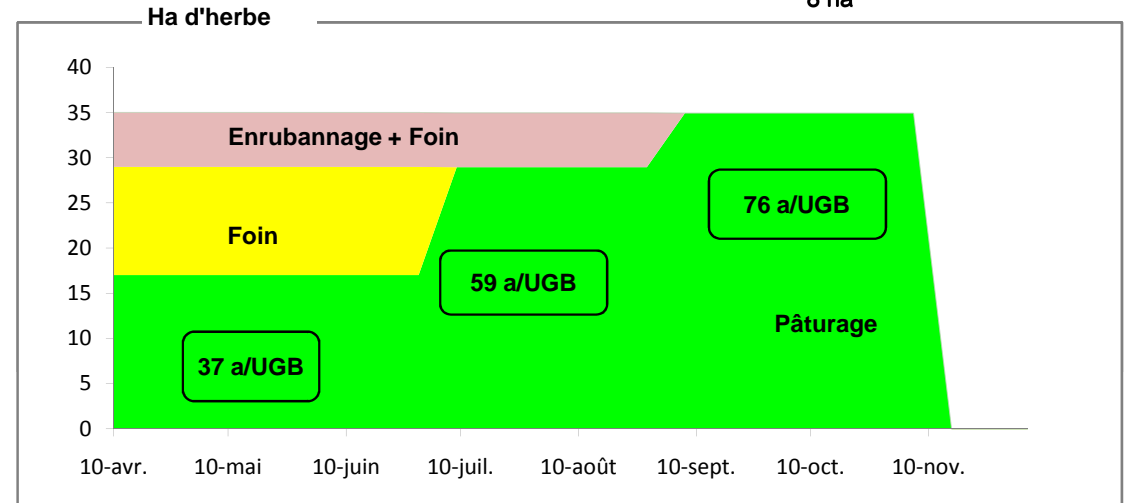 Ha d'herbe
40
35
30
25
20
15
10
5
0
Enrubannage + Foin
Foin
76 a/UGB
59 a/UGB
Pâturage
37 a/UGB
10-avr. 10-mai 10-juin 10-juil. 10-août 10-sept. 10-oct. 10-nov.